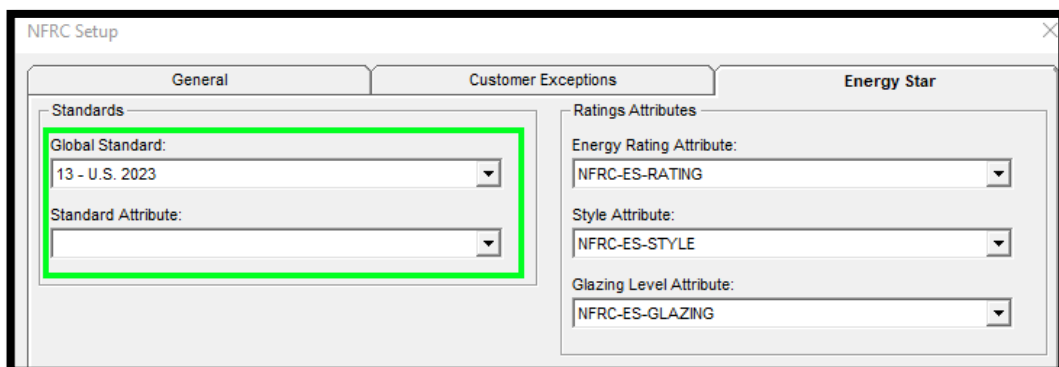 NFRC Setup
General
Customer Exceptions
Energy Star
Standards
Global Standard:
13 - U.S. 2023
Standard Attribute:
Ratings Attributes
Energy Rating Attribute:
NFRC-ES-RATING
Style Attribute:
NFRC-ES-STYLE
Glazing Level Attribute:
NFRC-ES-GLAZING